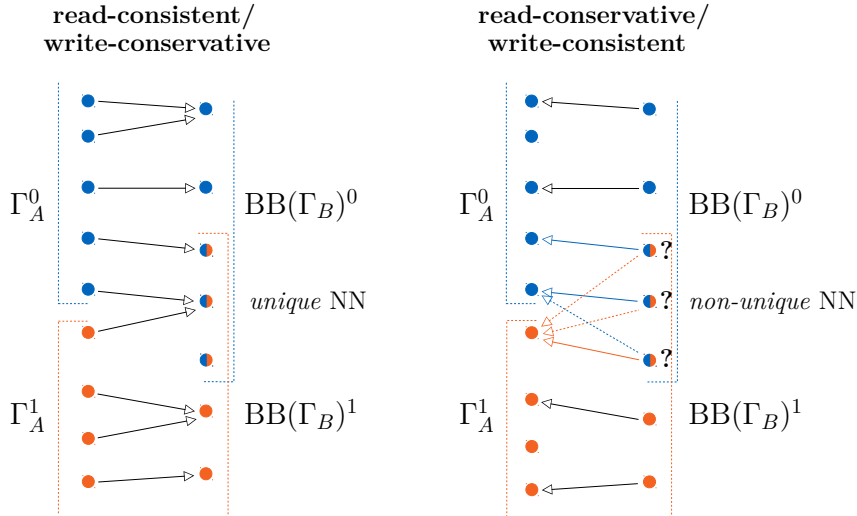 read-consistent/
write-conservative
Γ_A^0
BB(Γ_B)^0
unique NN
Γ_A^1
BB(Γ_B)^1
read-conservative/
write-consistent
Γ_A^0
BB(Γ_B)^0
?
?
non-unique NN
?
Γ_A^1
BB(Γ_B)^1